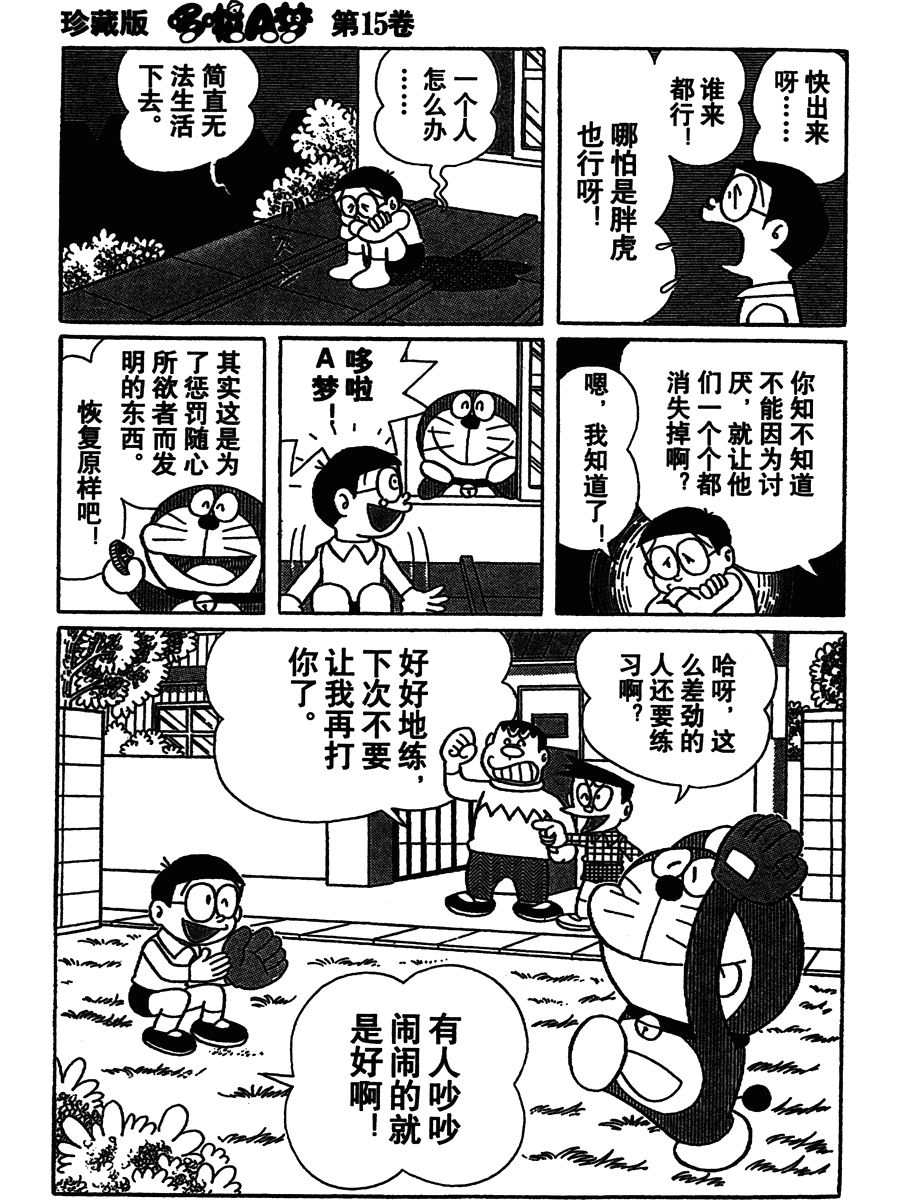 珍藏版 哆啦A梦 第15卷
快出来
呀……
谁来
都行！
哪怕是胖虎
也行呀！
一个人
怎么办
……
简直无
法生活
下去。
你知不知道
不能因为讨
厌，就让他
们一个个都
消失掉啊？
嗯，我知道了！
哆啦
A梦！
其实这是为
了惩罚随心
所欲者而发
明的东西。
恢复原样吧！
哈呀，这
么差劲的
人还要练
习啊？
好好地练，
下次不要
让我再打
你了。
有人吵吵
闹闹的就
是好啊！